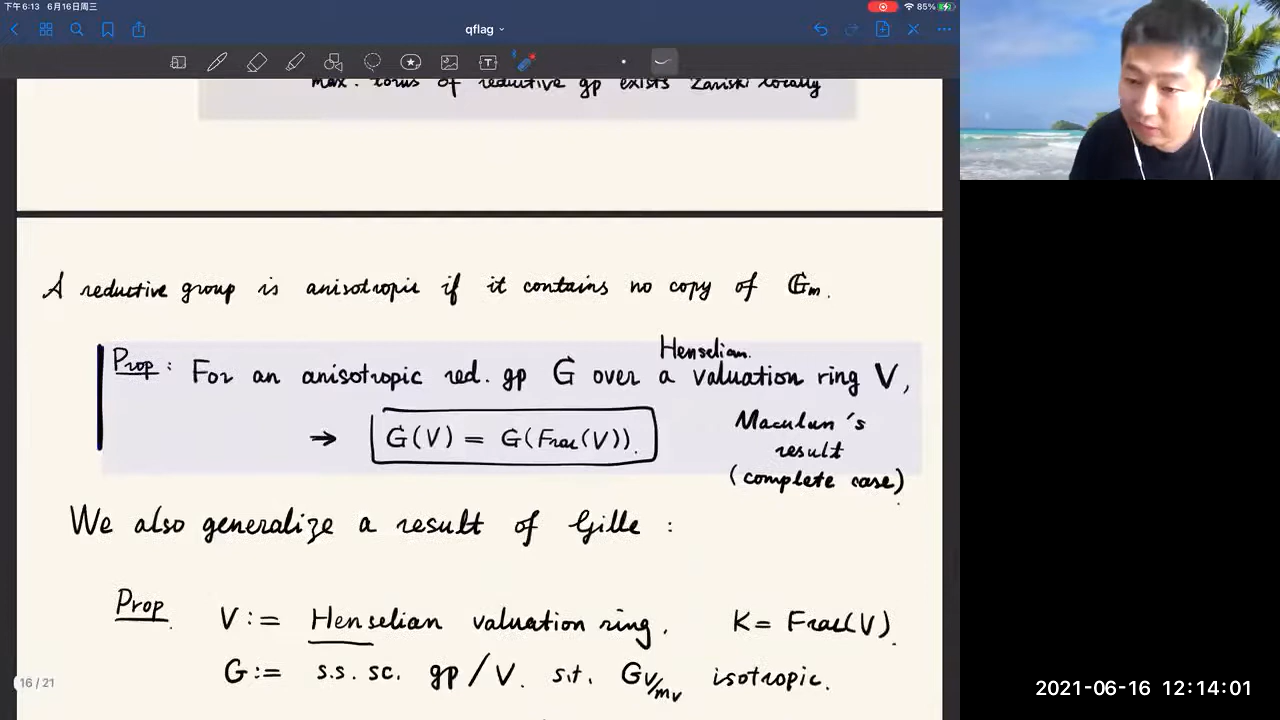 下午6:13 6月16日周三
85%
qflag
max. torus of reductive gp exists Zariski locally
A reductive group is anisotropic if it contains no copy of 𝔾m.
Henselian.
Prop: For an anisotropic red. gp G over a valuation ring V,
→ G(V) = G(Frac(V)).
Maculan's
result
(complete case)
We also generalize a result of Gille :
Prop. V := Henselian valuation ring. K = Frac(V).
G := s.s. sc. gp/V. s.t. G_{V/m_V} isotropic.
16 / 21
2021-06-16 12:14:01